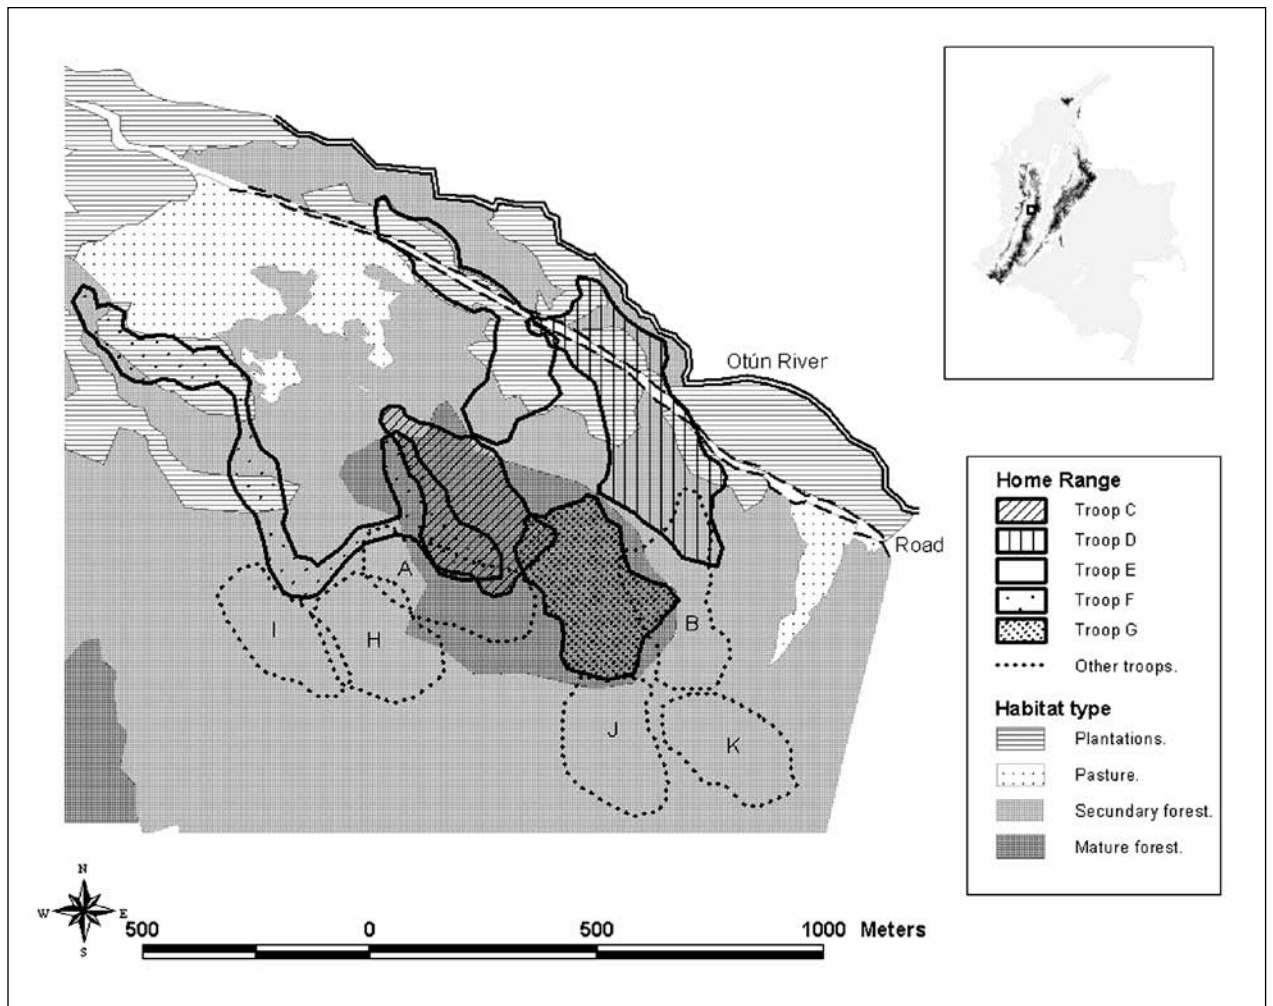 Otún River
Road
A
B
I
H
J
K
Home Range
Troop C
Troop D
Troop E
Troop F
Troop G
Other troops.
Habitat type
Plantations.
Pasture.
Secundary forest.
Mature forest.
N
W E
S
500 0 500 1000 Meters